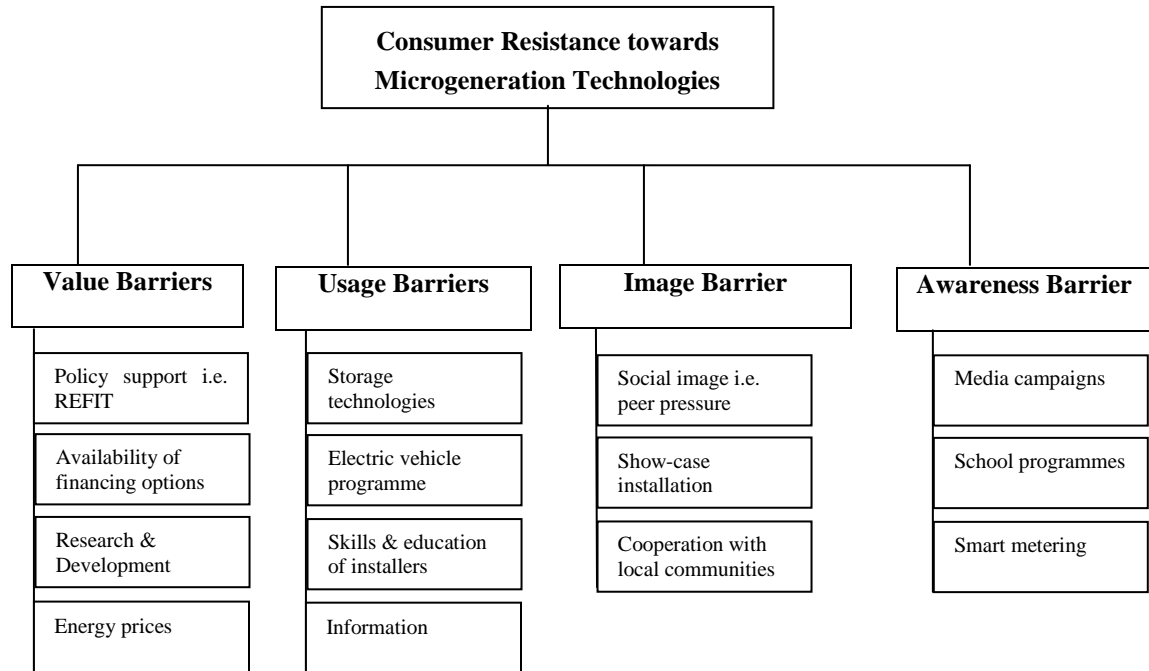 Consumer Resistance towards
Microgeneration Technologies
Value Barriers
Usage Barriers
Image Barrier
Awareness Barrier
Policy support i.e.
REFIT
Availability of
financing options
Research &
Development
Energy prices
Storage
technologies
Electric vehicle
programme
Skills & education
of installers
Information
Social image i.e.
peer pressure
Show-case
installation
Cooperation with
local communities
Media campaigns
School programmes
Smart metering